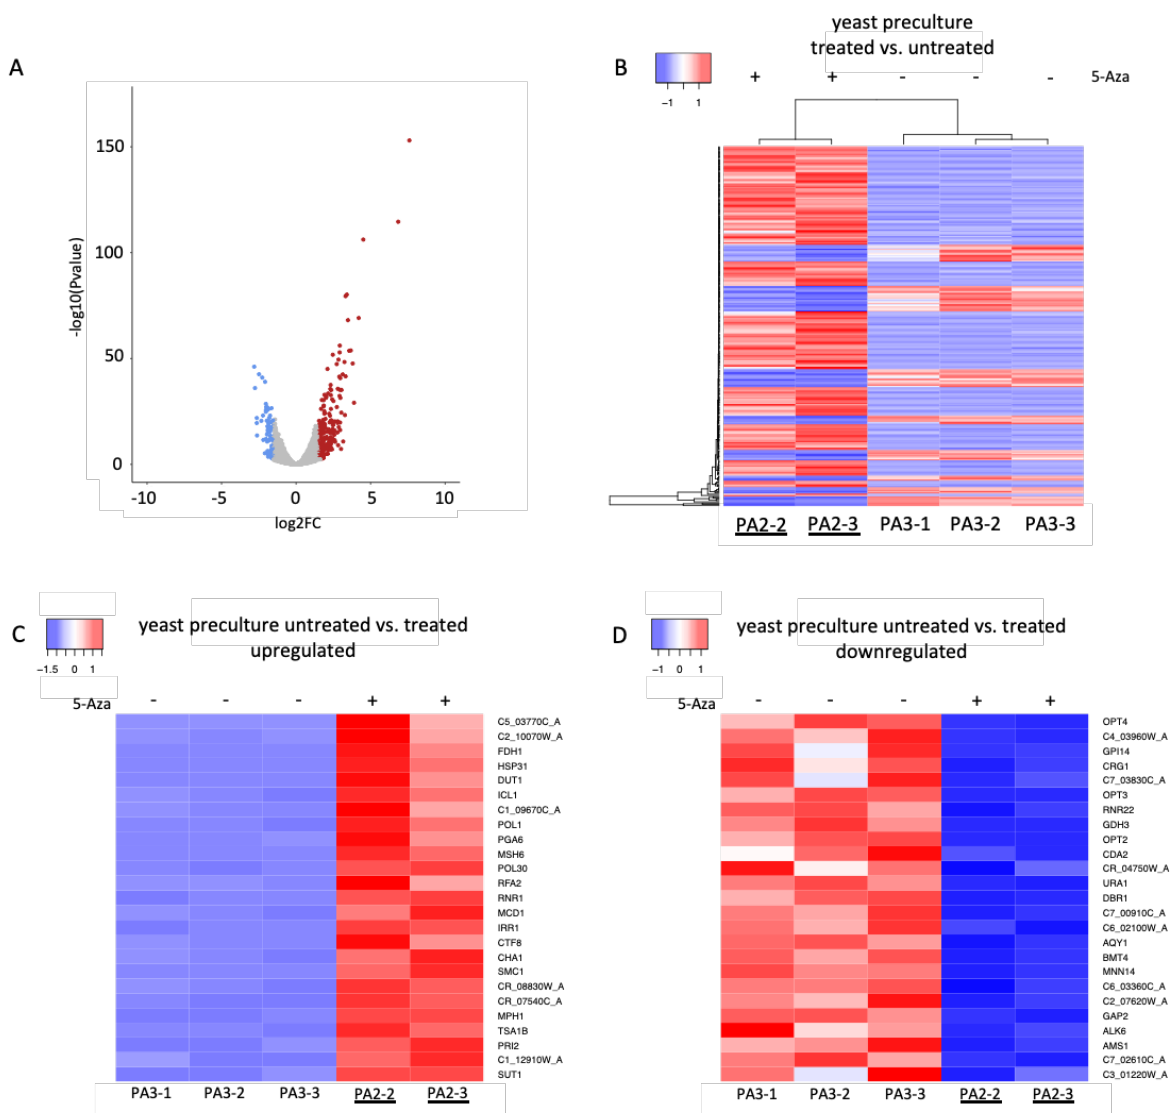 A
150
100
50
0
-log10(Pvalue)
-10 -5 0 5 10
log2FC
B
yeast preculture
treated vs. untreated
-1 1
+ + - - - 5-Aza
PA2-2 PA2-3 PA3-1 PA3-2 PA3-3
C
yeast preculture untreated vs. treated
upregulated
-1.5 0 1
5-Aza - - - + +
C5_03770C_A
C2_10070W_A
FDH1
HSP31
DUT1
ICL1
C1_09670C_A
POL1
PGA6
MSH6
POL30
RFA2
RNR1
MCD1
IRR1
CTF8
CHA1
SMC1
CR_08830W_A
CR_07540C_A
MPH1
TSA1B
PRI2
C1_12910W_A
SUT1
PA3-1 PA3-2 PA3-3 PA2-2 PA2-3
D
yeast preculture untreated vs. treated
downregulated
-1 0 1
5-Aza - - - + +
OPT4
C4_03960W_A
GPI14
CRG1
C7_03830C_A
OPT3
RNR22
GDH3
OPT2
CDA2
CR_04750W_A
URA1
DBR1
C7_00910C_A
C6_02100W_A
AQY1
BMT4
MNN14
C6_03360C_A
C2_07620W_A
GAP2
ALK6
AMS1
C7_02610C_A
C3_01220W_A
PA3-1 PA3-2 PA3-3 PA2-2 PA2-3